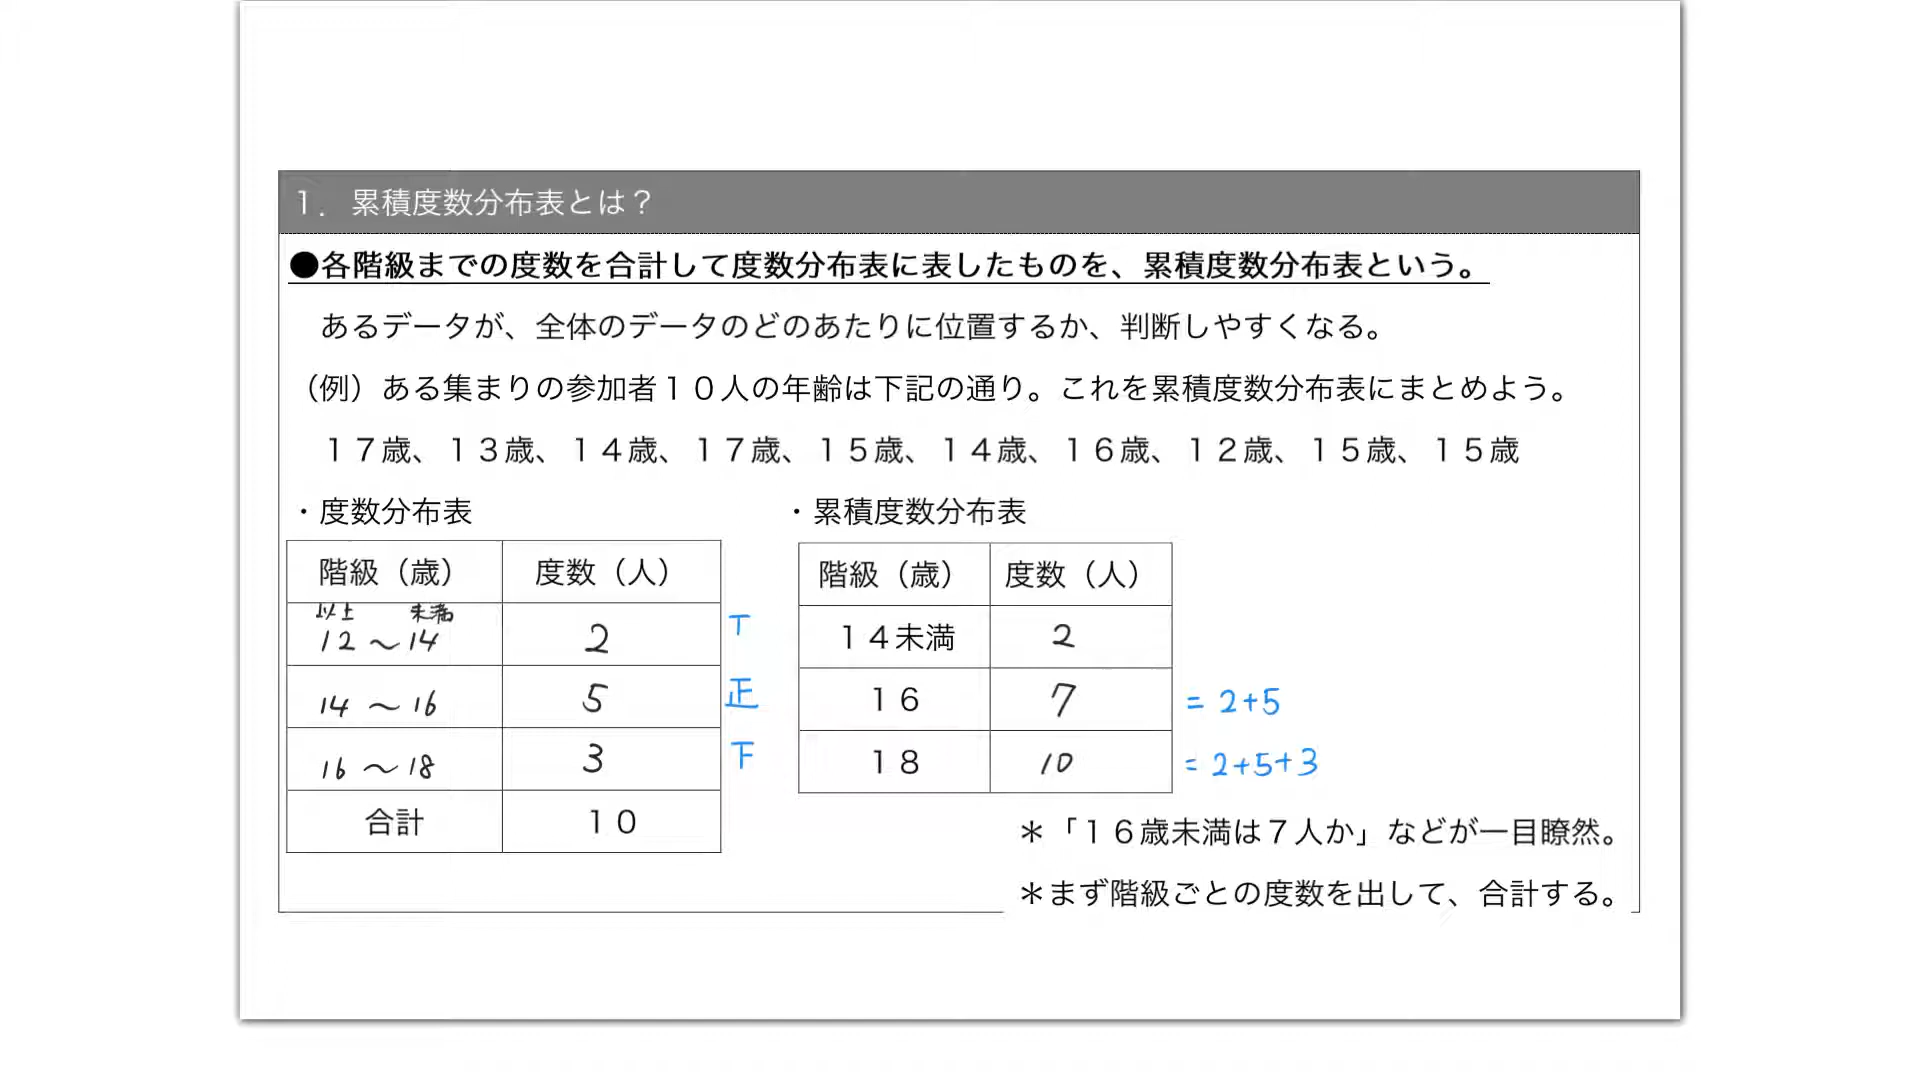 １．累積度数分布表とは？
●各階級までの度数を合計して度数分布表に表したものを、累積度数分布表という。
あるデータが、全体のデータのどのあたりに位置するか、判断しやすくなる。
（例）ある集まりの参加者１０人の年齢は下記の通り。これを累積度数分布表にまとめよう。
１７歳、１３歳、１４歳、１７歳、１５歳、１４歳、１６歳、１２歳、１５歳、１５歳
・度数分布表
階級（歳） 度数（人）
以上 未満
12 〜 14 2 丅
14 〜 16 5 正
16 〜 18 3 下
合計 １０
・累積度数分布表
階級（歳） 度数（人）
１４未満 2
１６ 7 = 2+5
１８ 10 = 2+5+3
＊「１６歳未満は７人か」などが一目瞭然。
＊まず階級ごとの度数を出して、合計する。